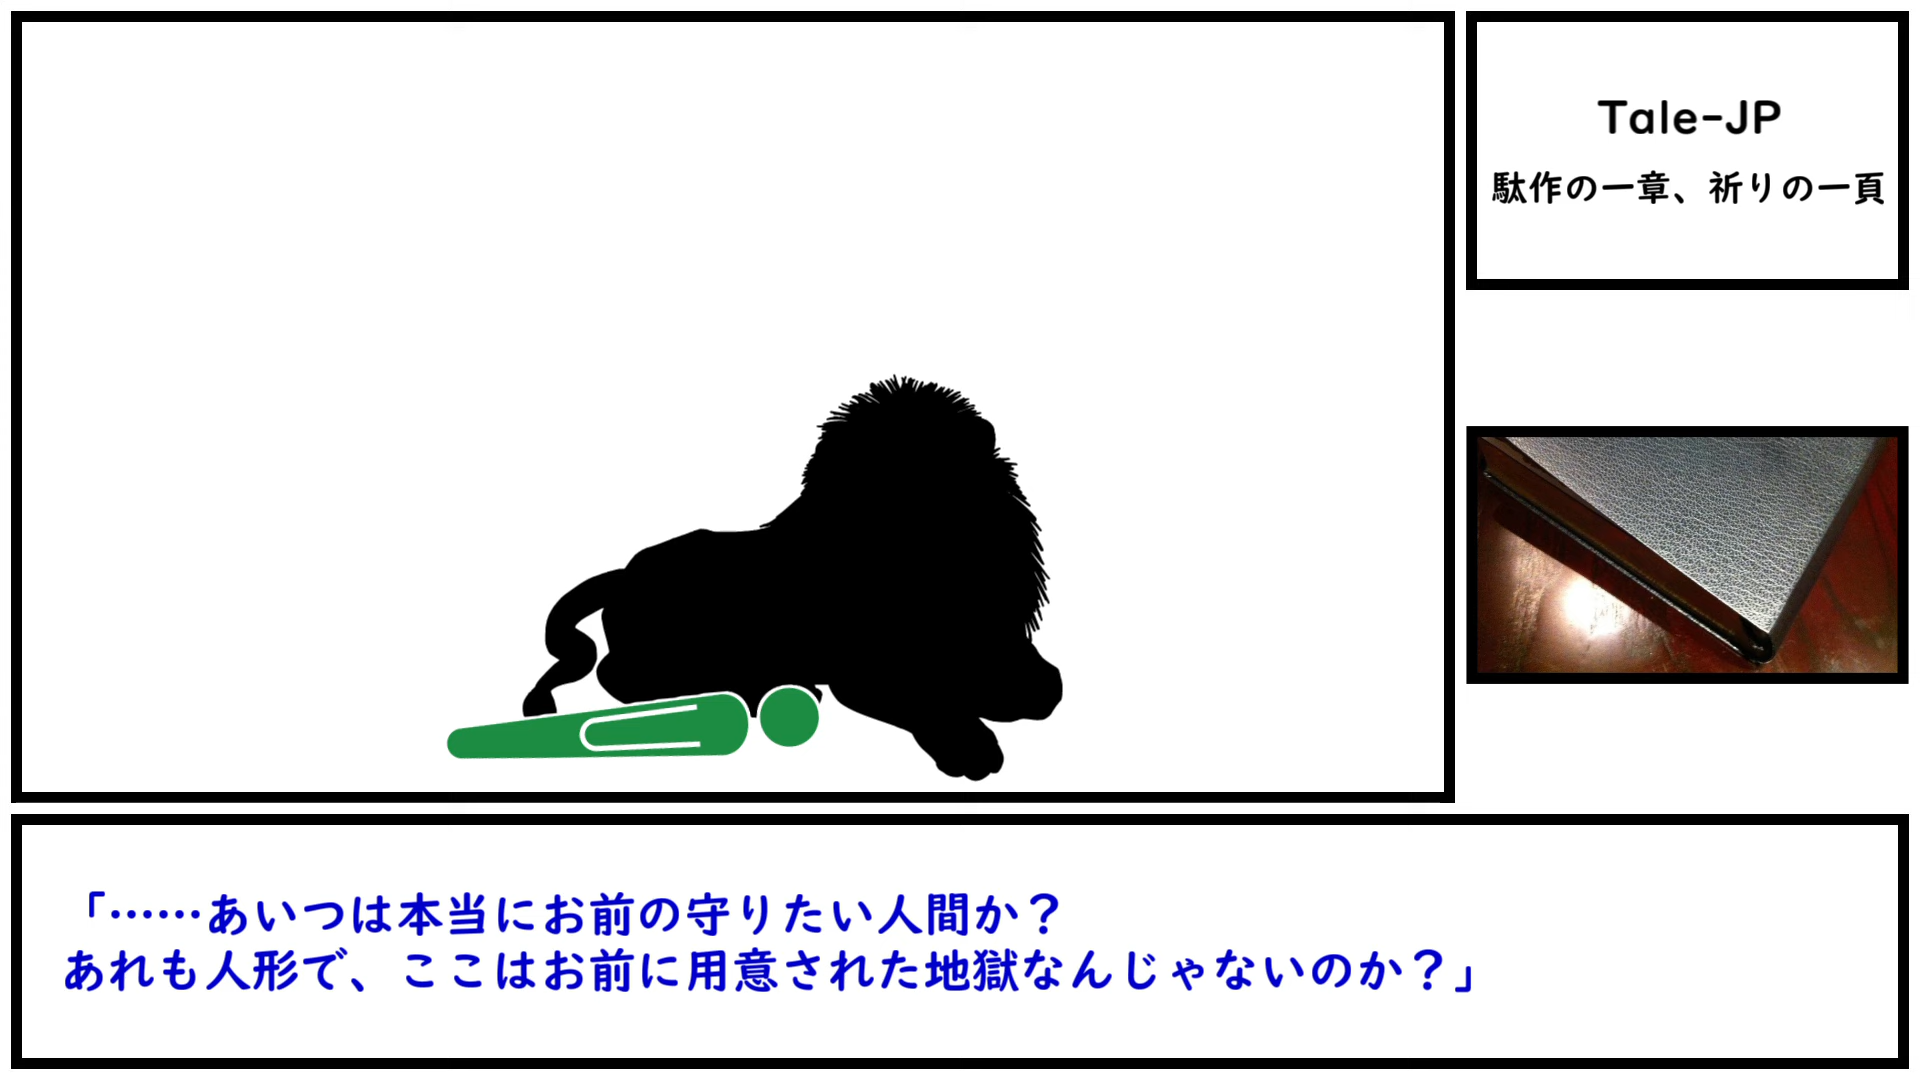 Tale-JP
駄作の一章、祈りの一頁
「……あいつは本当にお前の守りたい人間か？
あれも人形で、ここはお前に用意された地獄なんじゃないのか？」